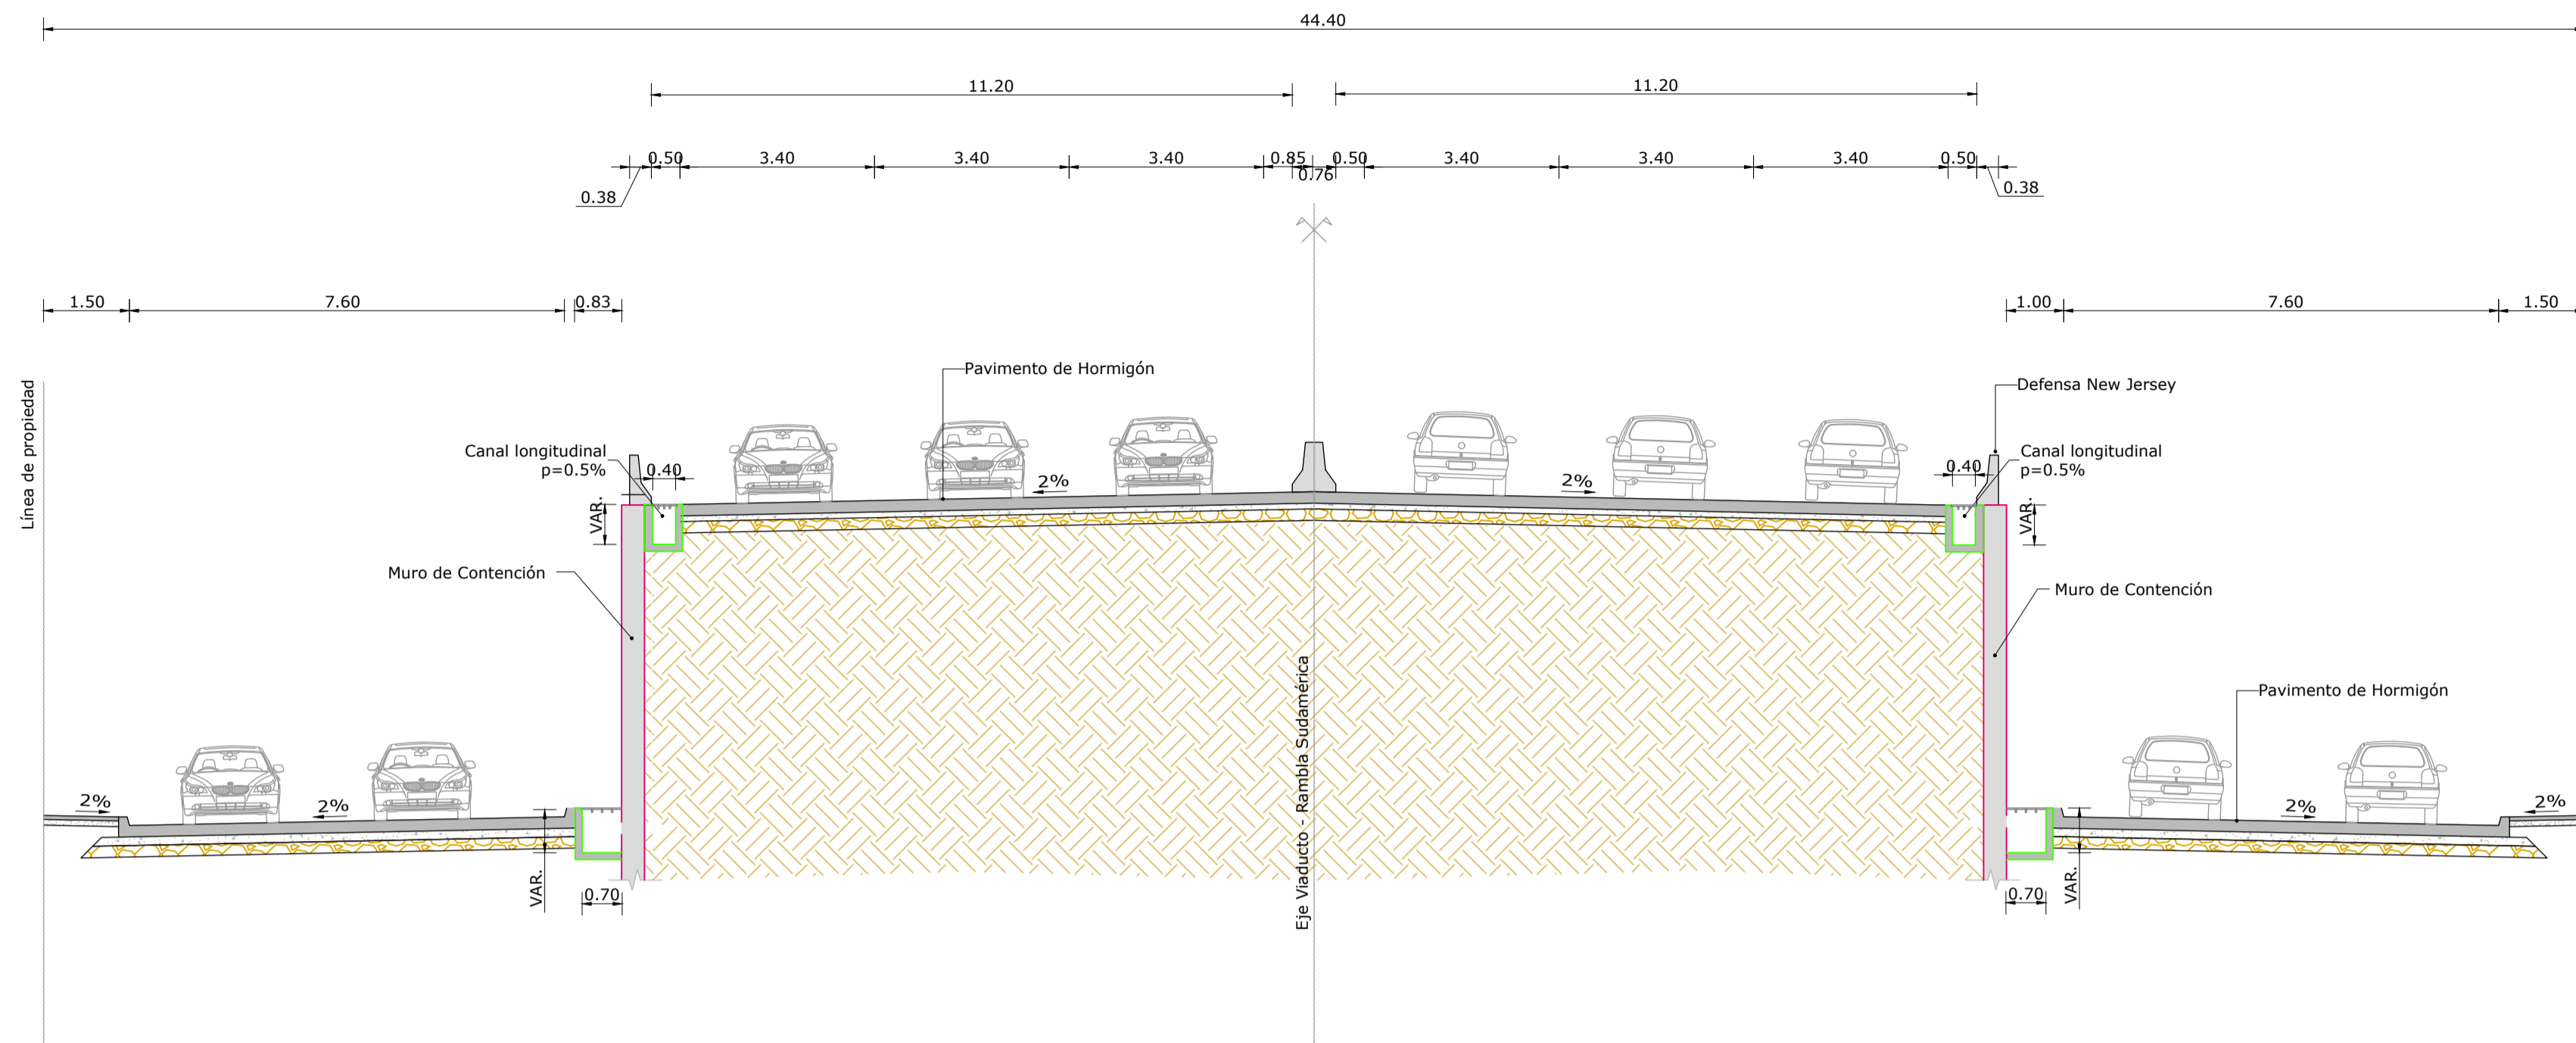 44.40
11.20
11.20
0.50
3.40
3.40
3.40
0.85
0.50
3.40
3.40
3.40
0.50
0.76
0.38
0.38
1.50
7.60
0.83
1.00
7.60
1.50
Línea de propiedad
Pavimento de Hormigón
Defensa New Jersey
Canal longitudinal
p=0.5%
0.40
VAR.
2%
2%
0.40
Canal longitudinal
p=0.5%
VAR.
Muro de Contención
Muro de Contención
Eje Viaducto - Rambla Sudamérica
Pavimento de Hormigón
2%
2%
VAR.
0.70
2%
2%
VAR.
0.70